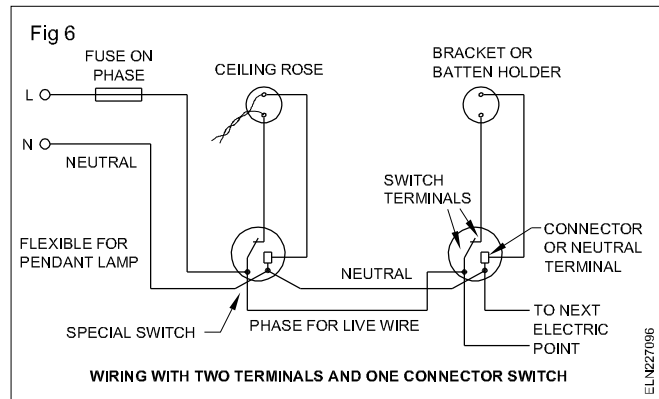 Fig 6
FUSE ON
PHASE
CEILING ROSE
BRACKET OR
BATTEN HOLDER
L
N
NEUTRAL
SWITCH
TERMINALS
CONNECTOR
OR NEUTRAL
TERMINAL
FLEXIBLE FOR
PENDANT LAMP
NEUTRAL
SPECIAL SWITCH
PHASE FOR LIVE WIRE
TO NEXT
ELECTRIC
POINT
WIRING WITH TWO TERMINALS AND ONE CONNECTOR SWITCH
ELN227096